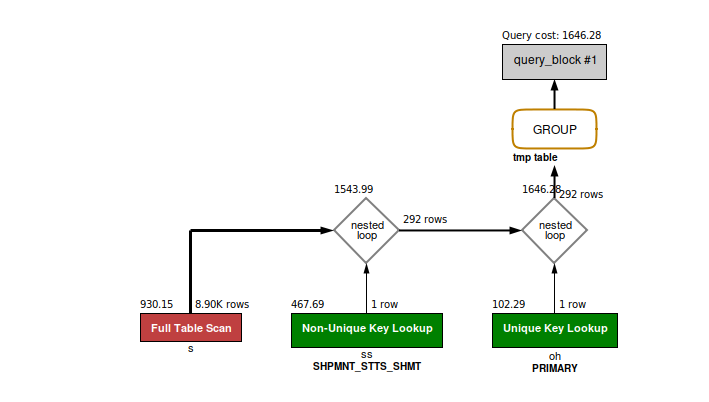 Query cost: 1646.28
query_block #1
GROUP
tmp table
1543.99
1646.28
292 rows
nested
loop
292 rows
nested
loop
930.15
8.90K rows
467.69
1 row
102.29
1 row
Full Table Scan
Non-Unique Key Lookup
Unique Key Lookup
s
ss
oh
SHPMNT_STTS_SHMT
PRIMARY